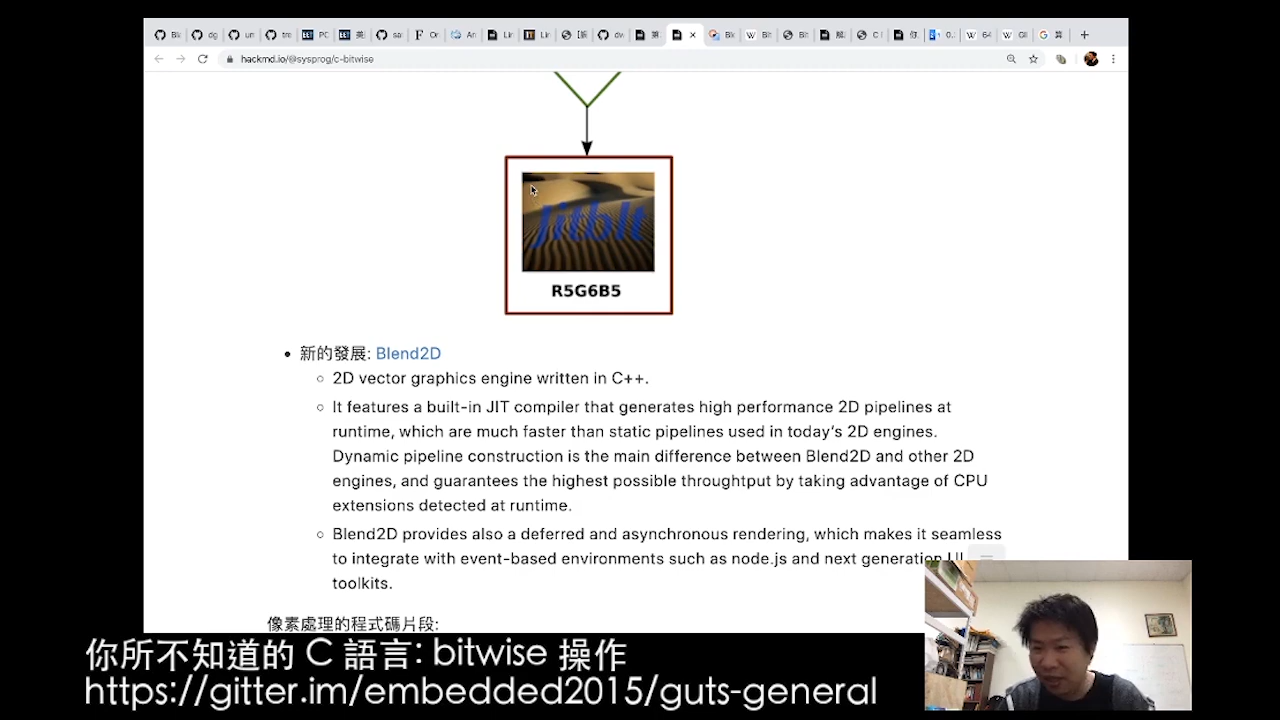 hackmd.io/@sysprog/c-bitwise
Jitblt
R5G6B5
新的發展: Blend2D
2D vector graphics engine written in C++.
It features a built-in JIT compiler that generates high performance 2D pipelines at
runtime, which are much faster than static pipelines used in today's 2D engines.
Dynamic pipeline construction is the main difference between Blend2D and other 2D
engines, and guarantees the highest possible throughtput by taking advantage of CPU
extensions detected at runtime.
Blend2D provides also a deferred and asynchronous rendering, which makes it seamless
to integrate with event-based environments such as node.js and next generation UI
toolkits.
像素處理的程式碼片段:
你所不知道的 C 語言: bitwise 操作
https://gitter.im/embedded2015/guts-general